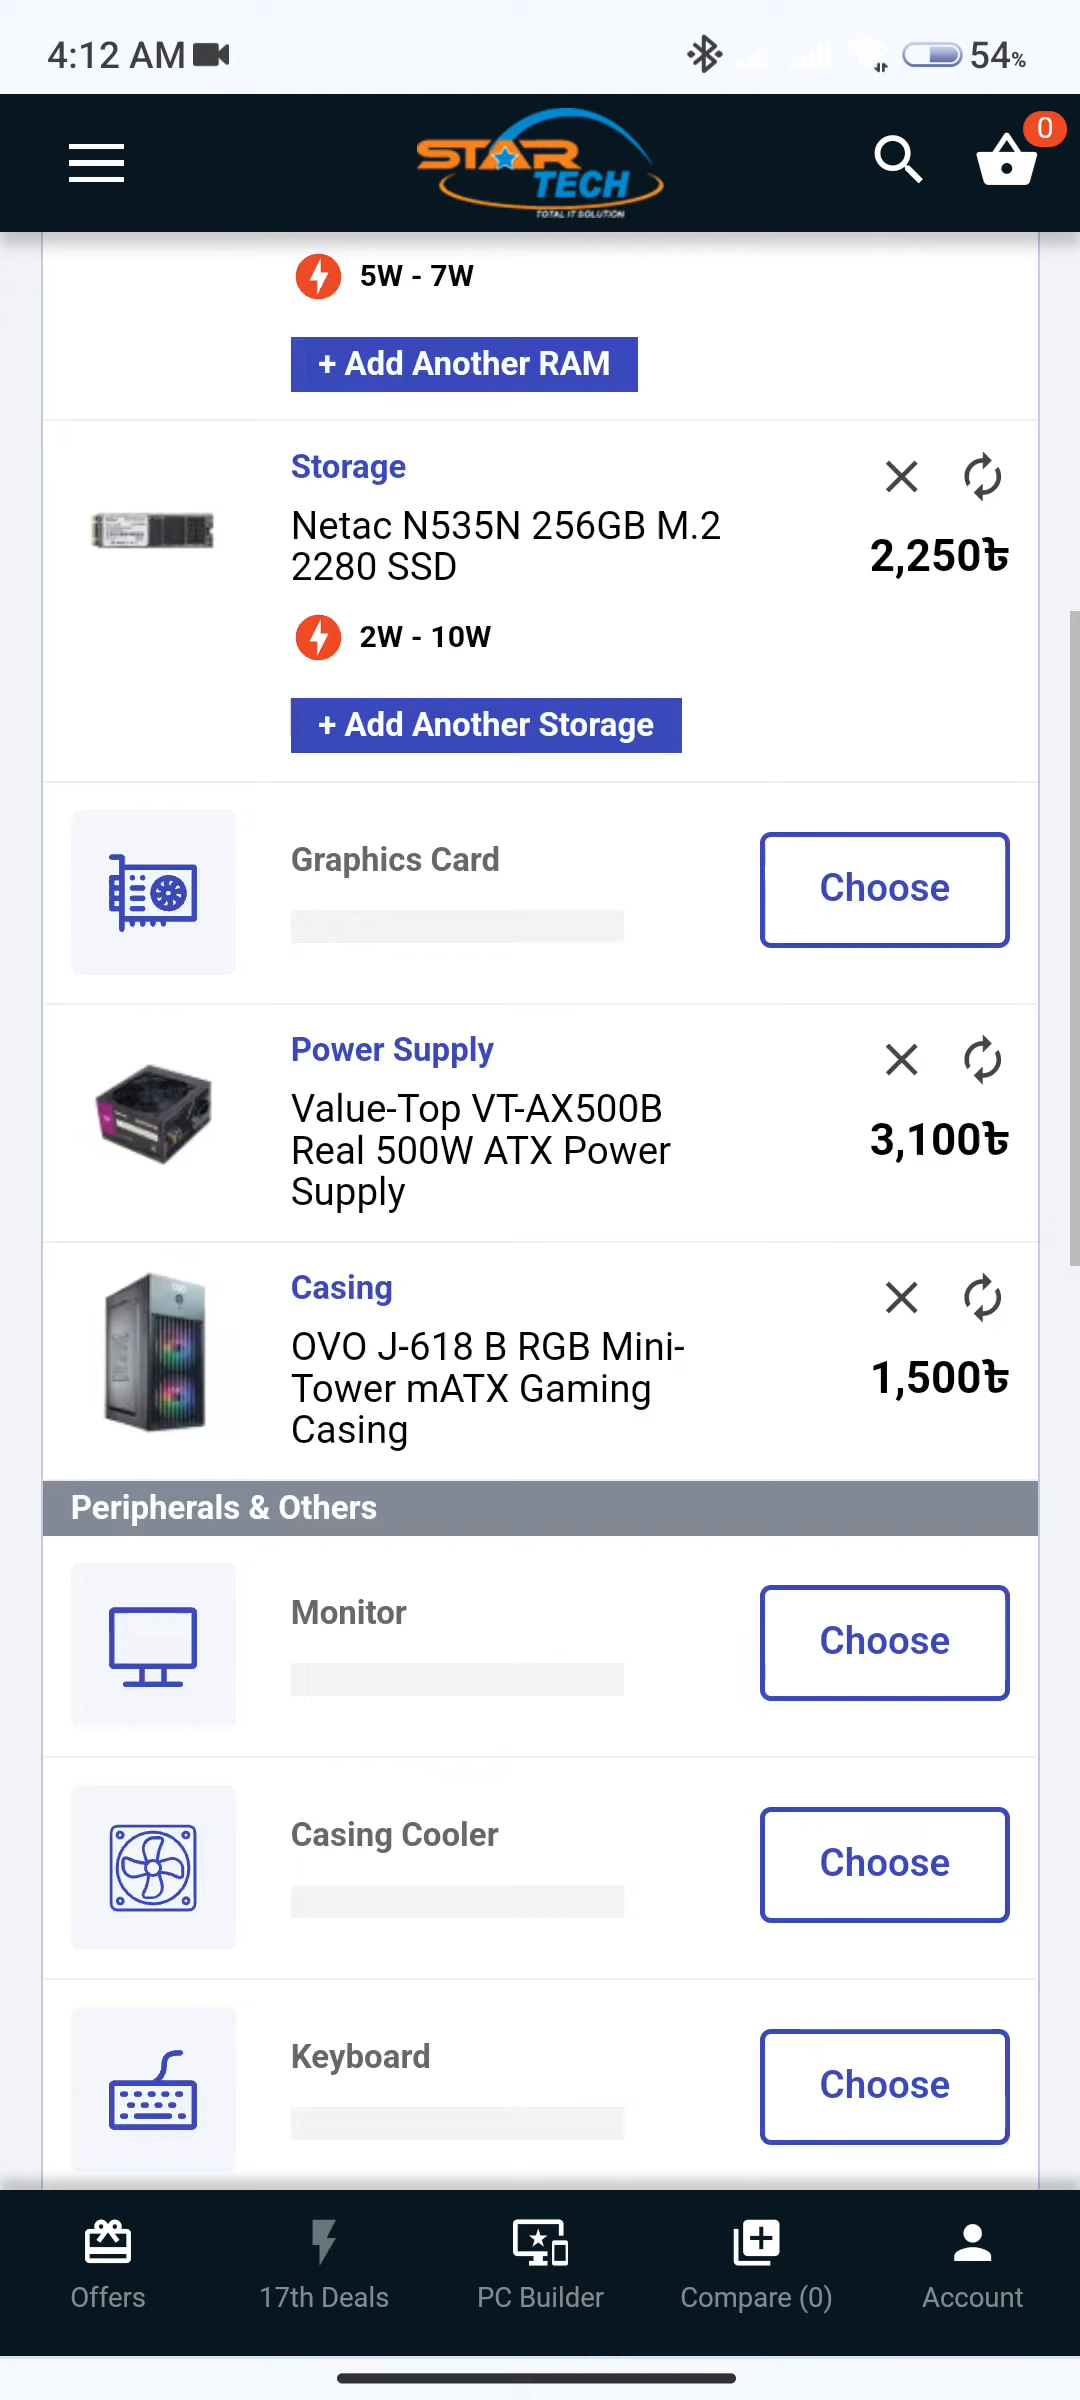 4:12 AM
54%
0
STAR
TECH
TOTAL IT SOLUTION
5W - 7W
+ Add Another RAM
Storage
Netac N535N 256GB M.2
2280 SSD
2,250৳
2W - 10W
+ Add Another Storage
Graphics Card
Choose
Power Supply
Value-Top VT-AX500B
Real 500W ATX Power
Supply
3,100৳
Casing
OVO J-618 B RGB Mini-
Tower mATX Gaming
Casing
1,500৳
Peripherals & Others
Monitor
Choose
Casing Cooler
Choose
Keyboard
Choose
Offers
17th Deals
PC Builder
Compare (0)
Account